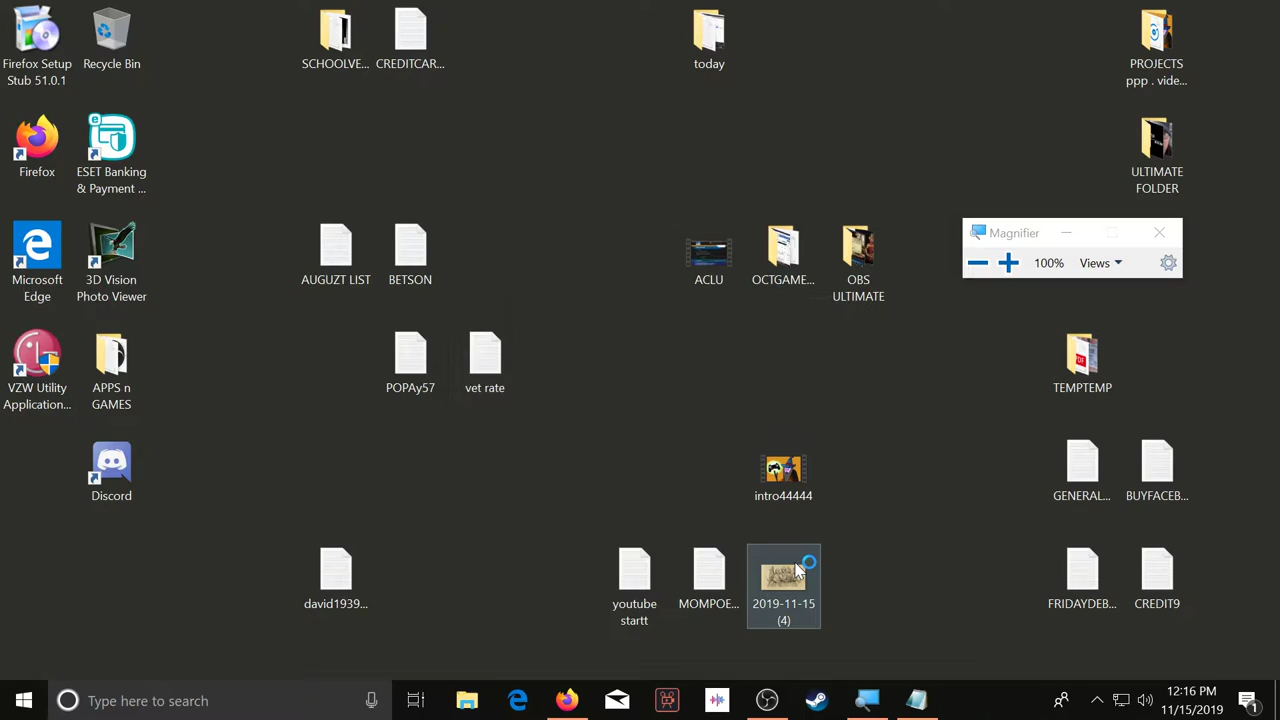 Firefox Setup
Stub 51.0.1
Recycle Bin
SCHOOLVE...
CREDITCAR...
today
PROJECTS
ppp . vide...
Firefox
ESET Banking
& Payment ...
ULTIMATE
FOLDER
Microsoft
Edge
3D Vision
Photo Viewer
AUGUZT LIST
BETSON
ACLU
OCTGAME...
OBS
ULTIMATE
Magnifier
100%
Views
VZW Utility
Application...
APPS n
GAMES
POPAy57
vet rate
TEMPTEMP
PDF
Discord
intro44444
GENERAL...
BUYFACEB...
david1939...
youtube
startt
MOMPOE...
2019-11-15
(4)
FRIDAYDEB...
CREDIT9
Type here to search
12:16 PM
11/15/2019
1